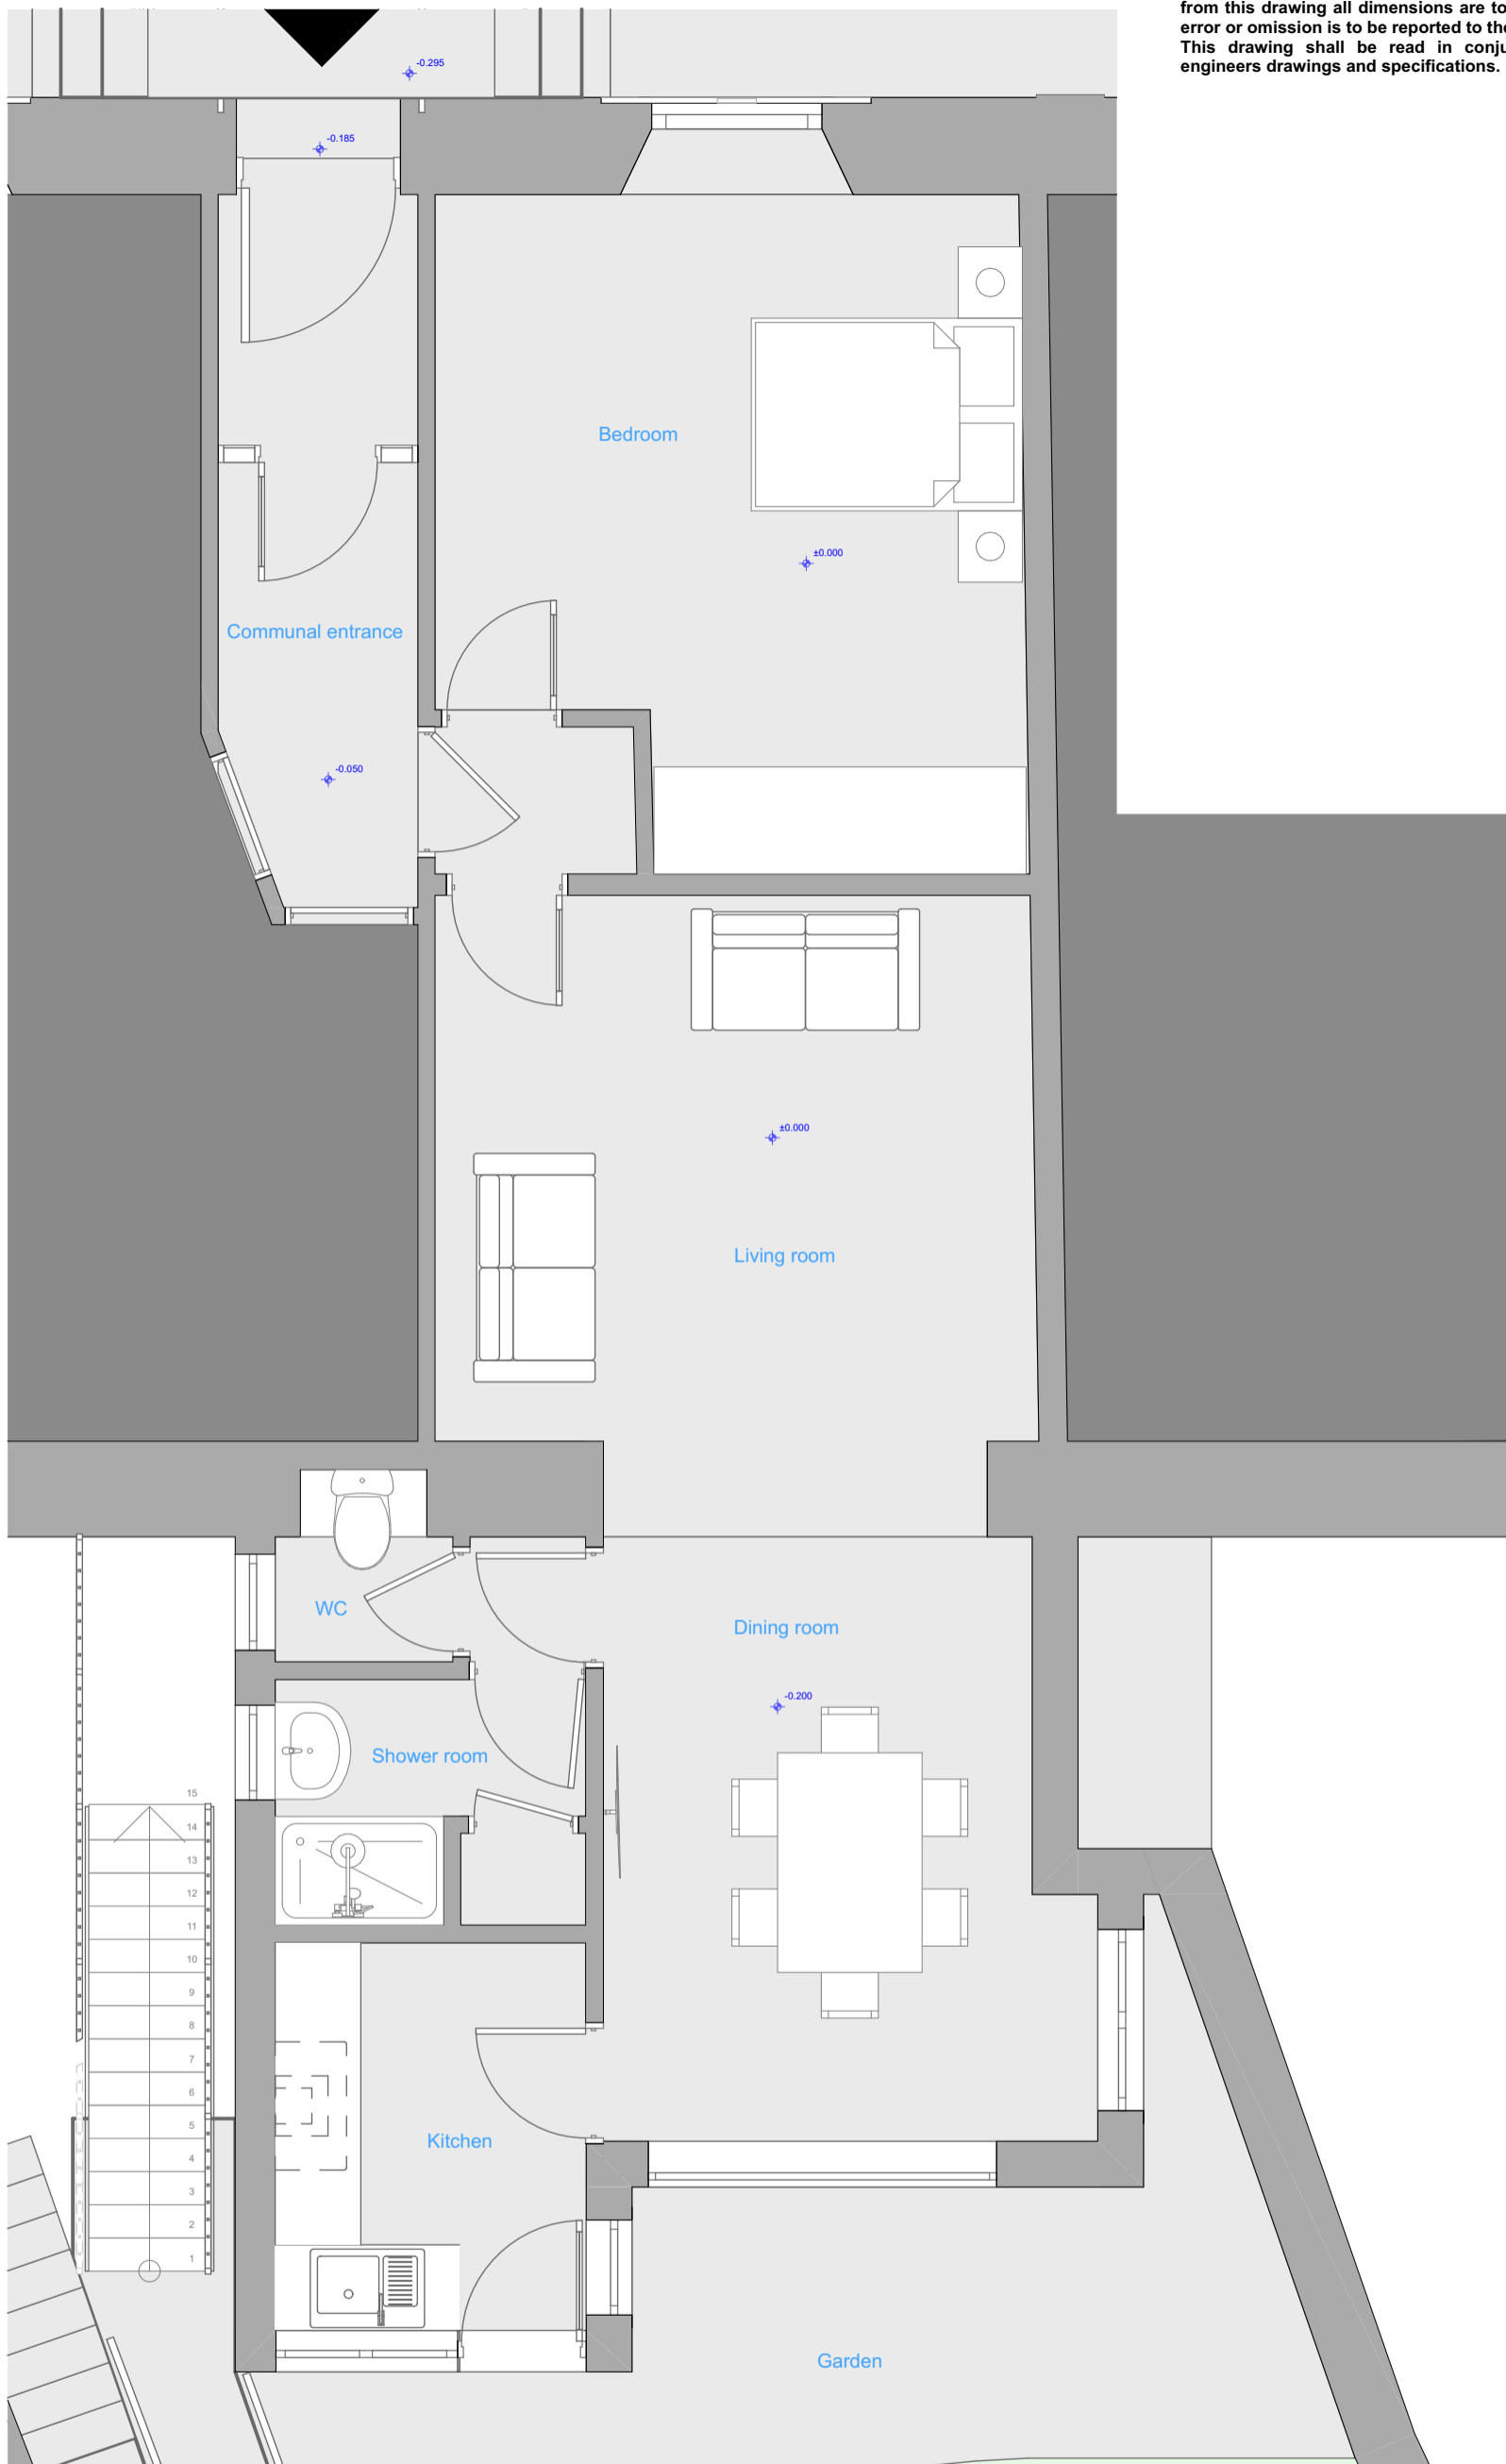 from this drawing all dimensions are to
error or omission is to be reported to the
This drawing shall be read in conju
engineers drawings and specifications.
-0.295
-0.185
Bedroom
±0.000
Communal entrance
-0.050
±0.000
Living room
WC
Dining room
-0.200
Shower room
15
14
13
12
11
10
9
8
7
6
5
4
3
2
1
Kitchen
Garden